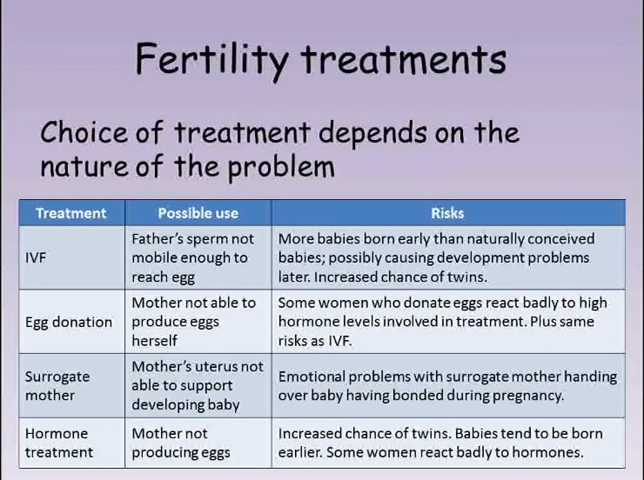 Fertility treatments
Choice of treatment depends on the
nature of the problem
Treatment Possible use Risks
IVF
Father's sperm not
mobile enough to
reach egg
More babies born early than naturally conceived
babies; possibly causing development problems
later. Increased chance of twins.
Egg donation
Mother not able to
produce eggs
herself
Some women who donate eggs react badly to high
hormone levels involved in treatment. Plus same
risks as IVF.
Surrogate
mother
Mother's uterus not
able to support
developing baby
Emotional problems with surrogate mother handing
over baby having bonded during pregnancy.
Hormone
treatment
Mother not
producing eggs
Increased chance of twins. Babies tend to be born
earlier. Some women react badly to hormones.